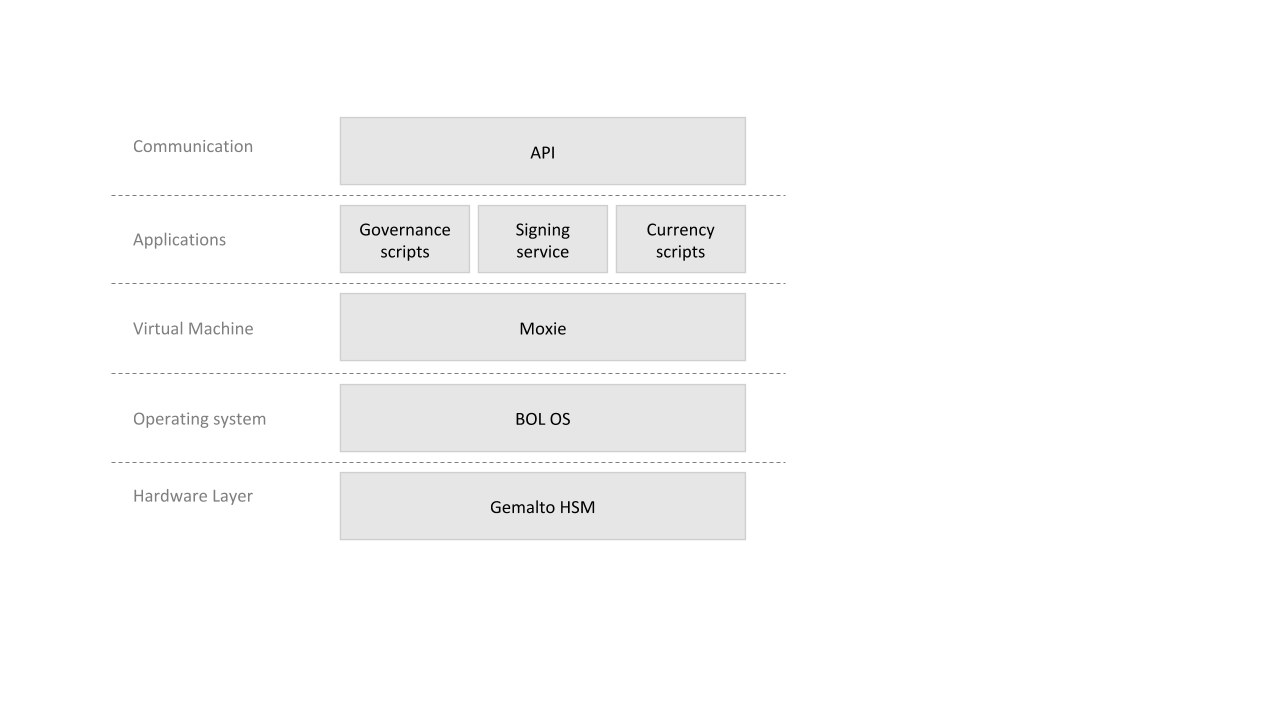 Communication
API
Applications
Governance
scripts
Signing
service
Currency
scripts
Virtual Machine
Moxie
Operating system
BOL OS
Hardware Layer
Gemalto HSM